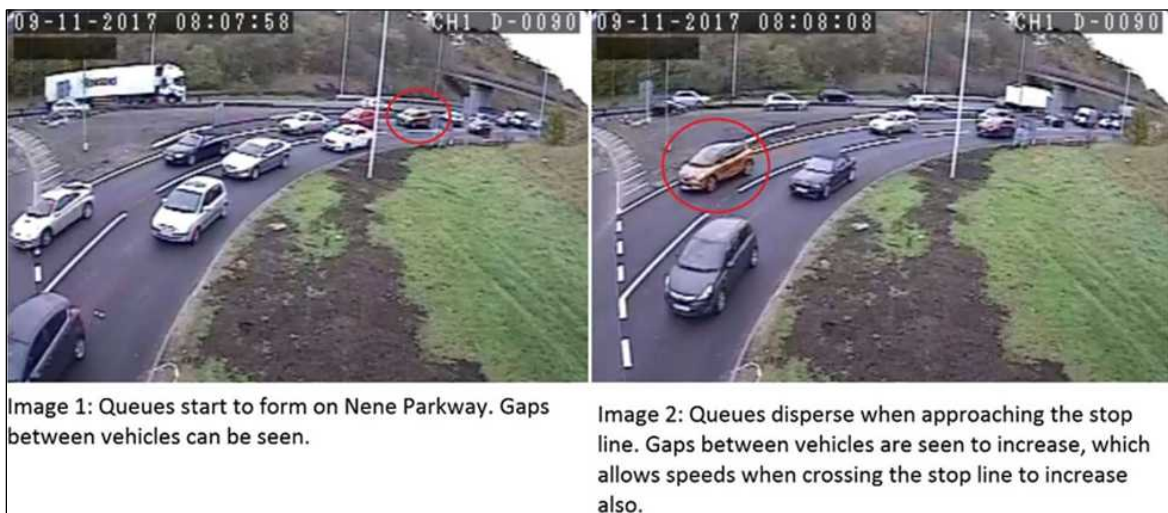 09-11-2017 08:07:58
CH1 D-0090
09-11-2017 08:08:08
CH1 D-0090
Image 1: Queues start to form on Nene Parkway. Gaps
between vehicles can be seen.
Image 2: Queues disperse when approaching the stop
line. Gaps between vehicles are seen to increase, which
allows speeds when crossing the stop line to increase
also.